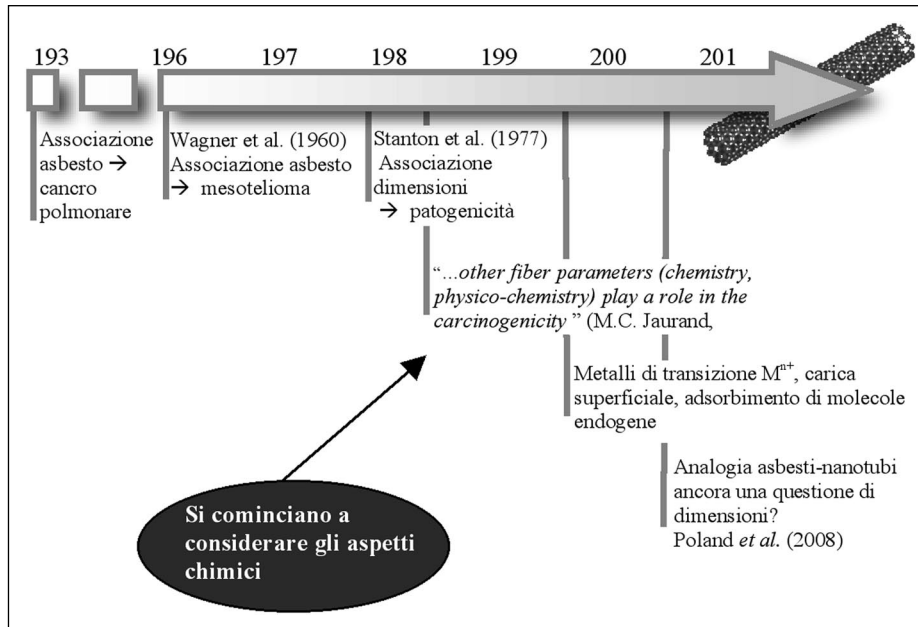 193 196 197 198 199 200 201
Associazione
asbesto → 
cancro
polmonare
Wagner et al. (1960)
Associazione asbesto
→ mesotelioma
Stanton et al. (1977)
Associazione
dimensioni
→ patogenicità
“...other fiber parameters (chemistry,
physico-chemistry) play a role in the
carcinogenicity ” (M.C. Jaurand,
Metalli di transizione Mⁿ⁺, carica
superficiale, adsorbimento di molecole
endogene
Analogia asbesti-nanotubi
ancora una questione di
dimensioni?
Poland et al. (2008)
Si cominciano a
considerare gli aspetti
chimici